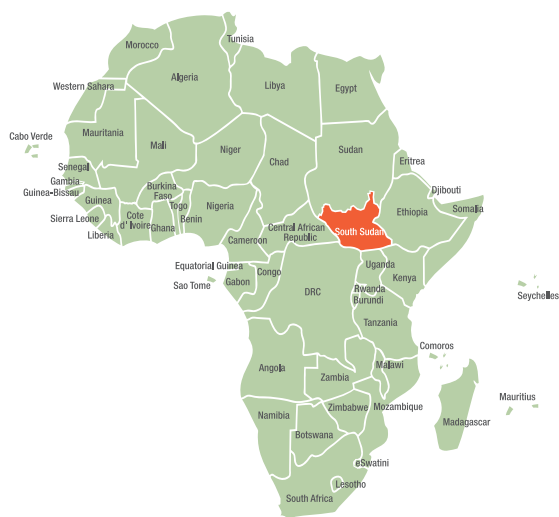 Tunisia
Morocco
Algeria
Libya
Egypt
Western Sahara
Mauritania
Mali
Niger
Chad
Sudan
Eritrea
Cabo Verde
Senegal
Gambia
Guinea-Bissau
Guinea
Burkina
Faso
Togo
Benin
Nigeria
Djibouti
Somalia
Ethiopia
Sierra Leone
Cote
d' Ivoire
Ghana
Liberia
Central African
Republic
South Sudan
Cameroon
Equatorial Guinea
Sao Tome
Gabon
Congo
DRC
Uganda
Kenya
Rwanda
Burundi
Tanzania
Seychelles
Comoros
Angola
Zambia
Malawi
Mozambique
Zimbabwe
Namibia
Botswana
Madagascar
Mauritius
eSwatini
Lesotho
South Africa